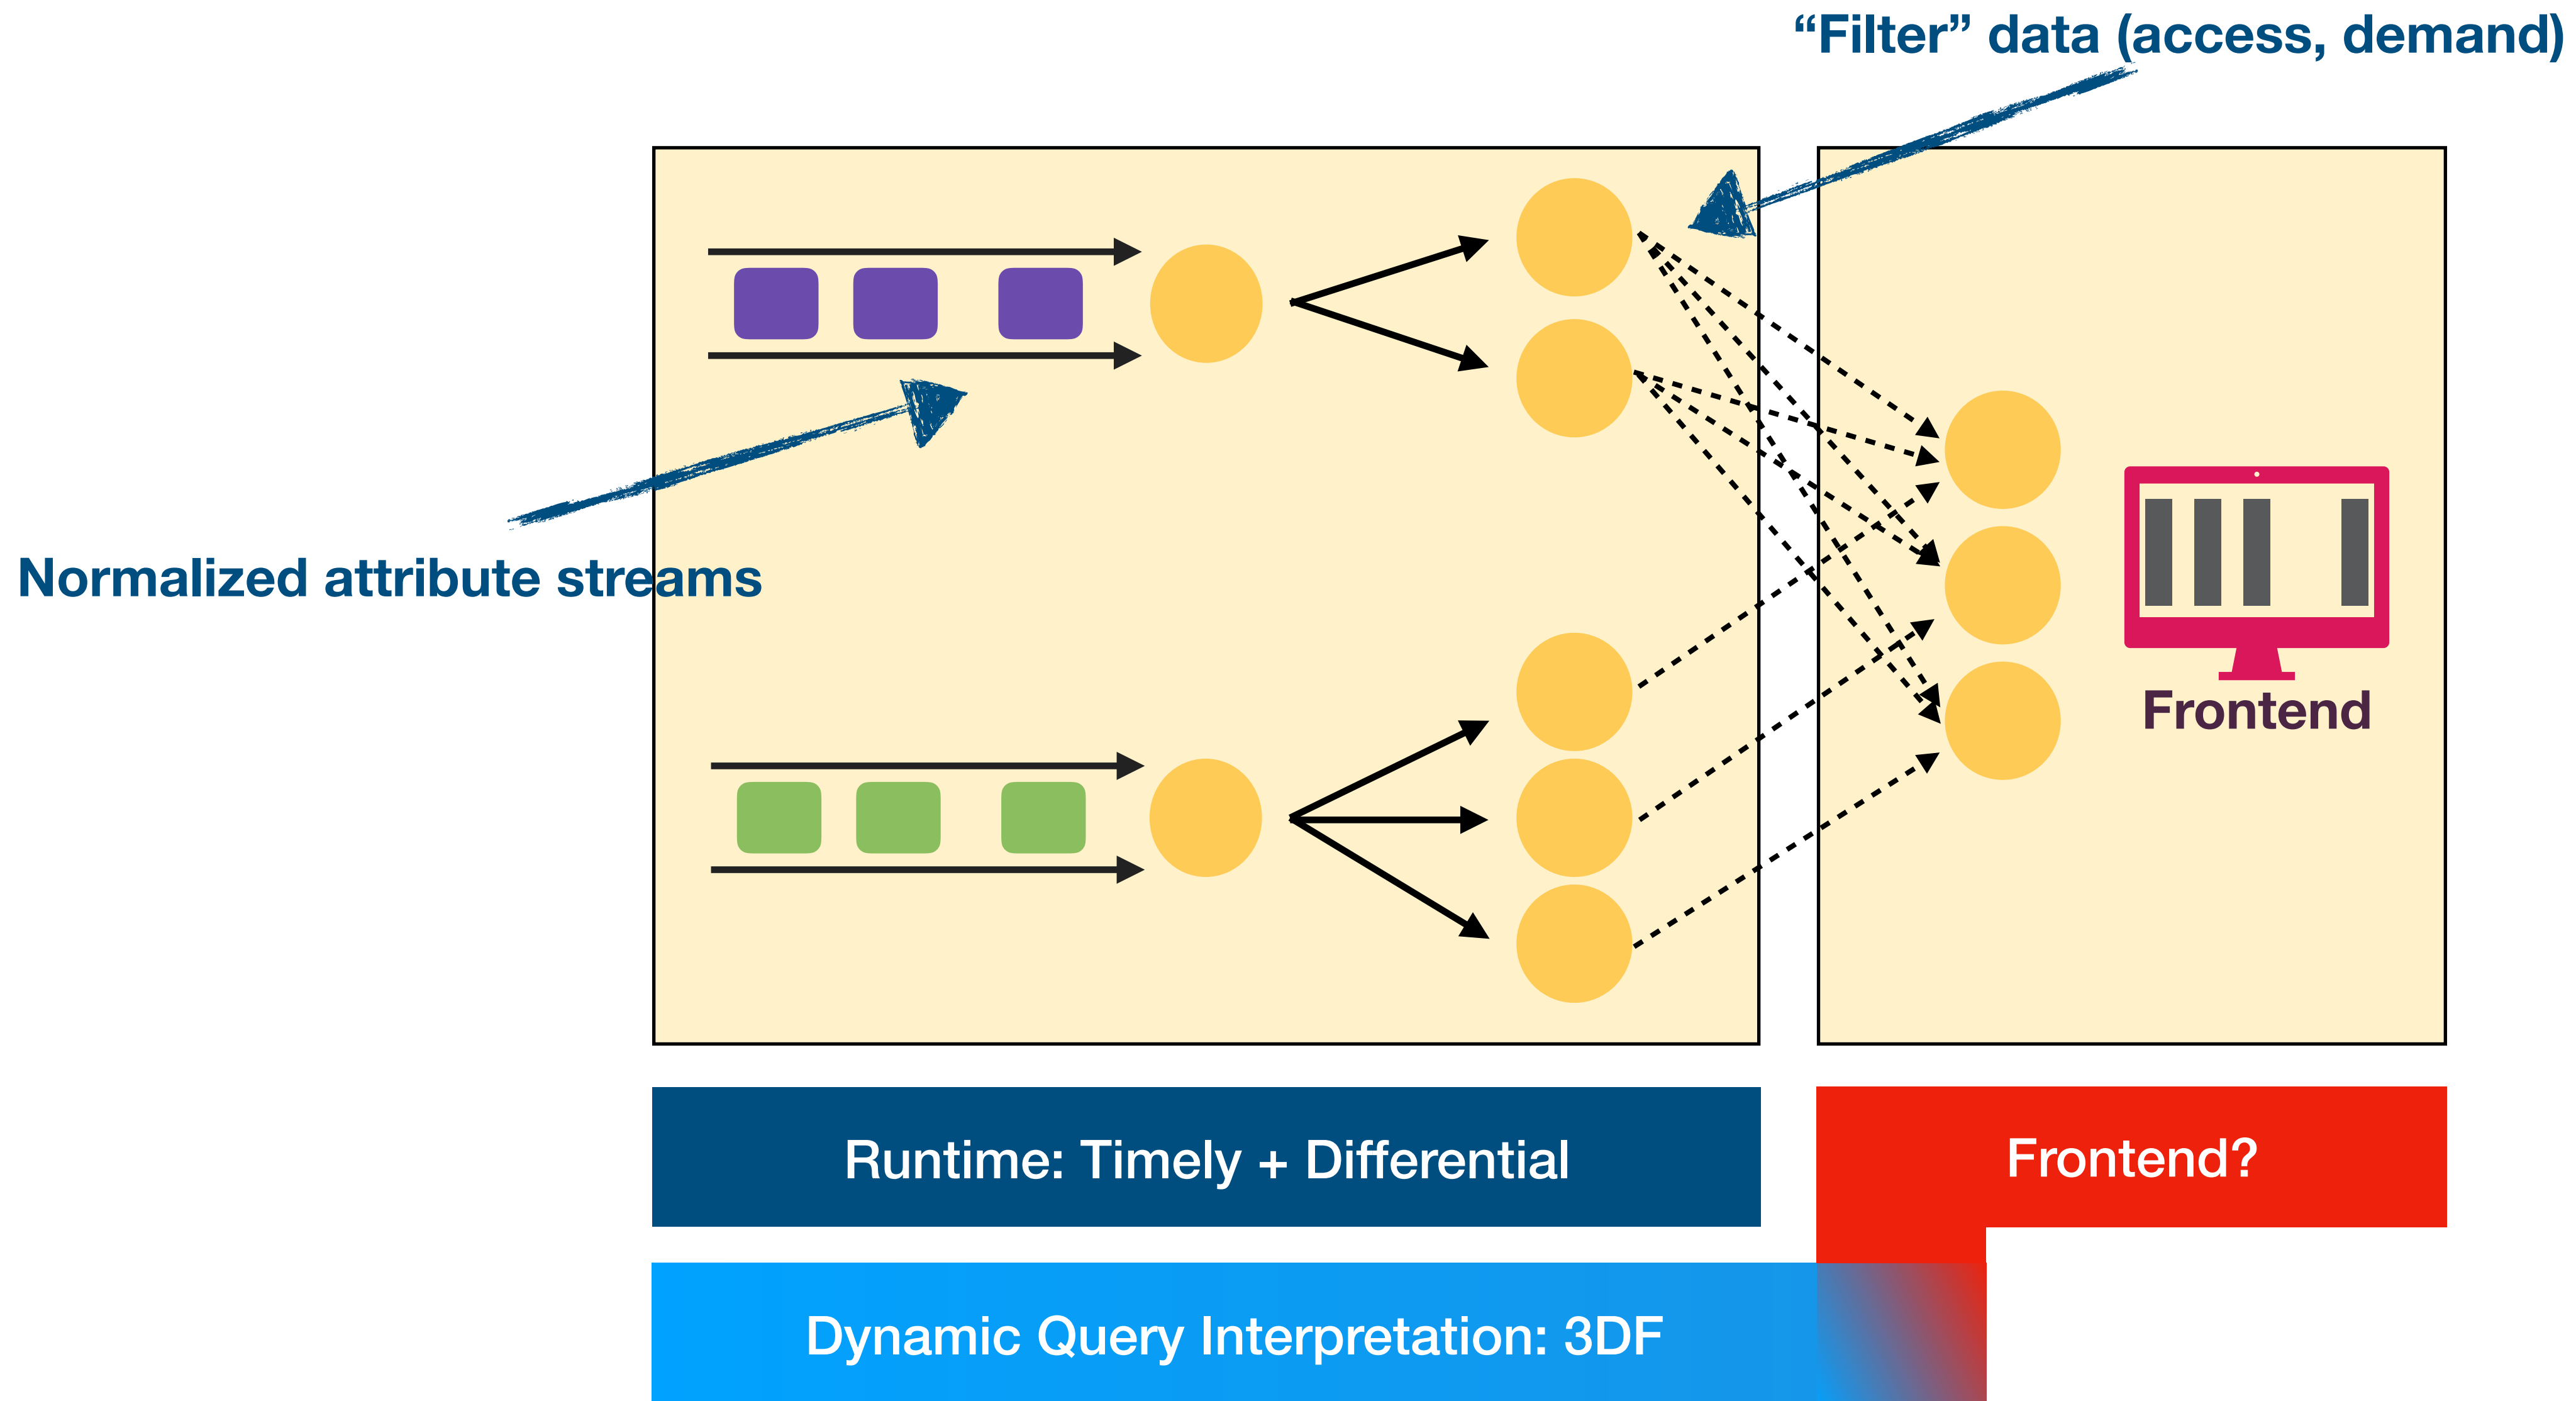 “Filter” data (access, demand)
Normalized attribute streams
Frontend
Runtime: Timely + Differential
Frontend?
Dynamic Query Interpretation: 3DF